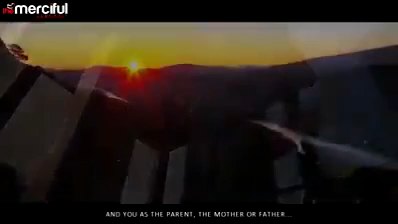 merciful
AND YOU AS THE PARENT, THE MOTHER OR FATHER...